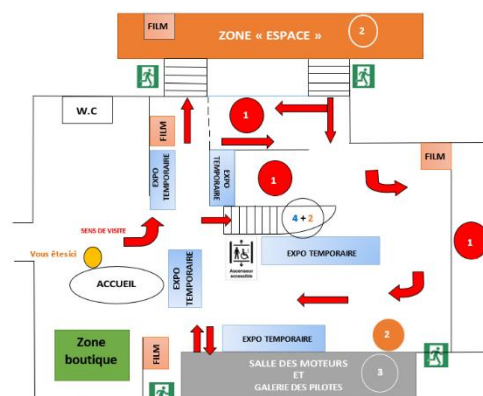 FILM
ZONE « ESPACE »
2
W.C
FILM
1
EXPO
TEMPORAIRE
EXPO
TEMPORAIRE
1
FILM
SENS DE VISITE
4 + 2
1
Vous êtes ici
ACCUEIL
EXPO
TEMPORAIRE
Ascenseur
accessible
EXPO TEMPORAIRE
Zone
boutique
FILM
EXPO TEMPORAIRE
2
SALLE DES MOTEURS
ET
GALERIE DES PILOTES
3